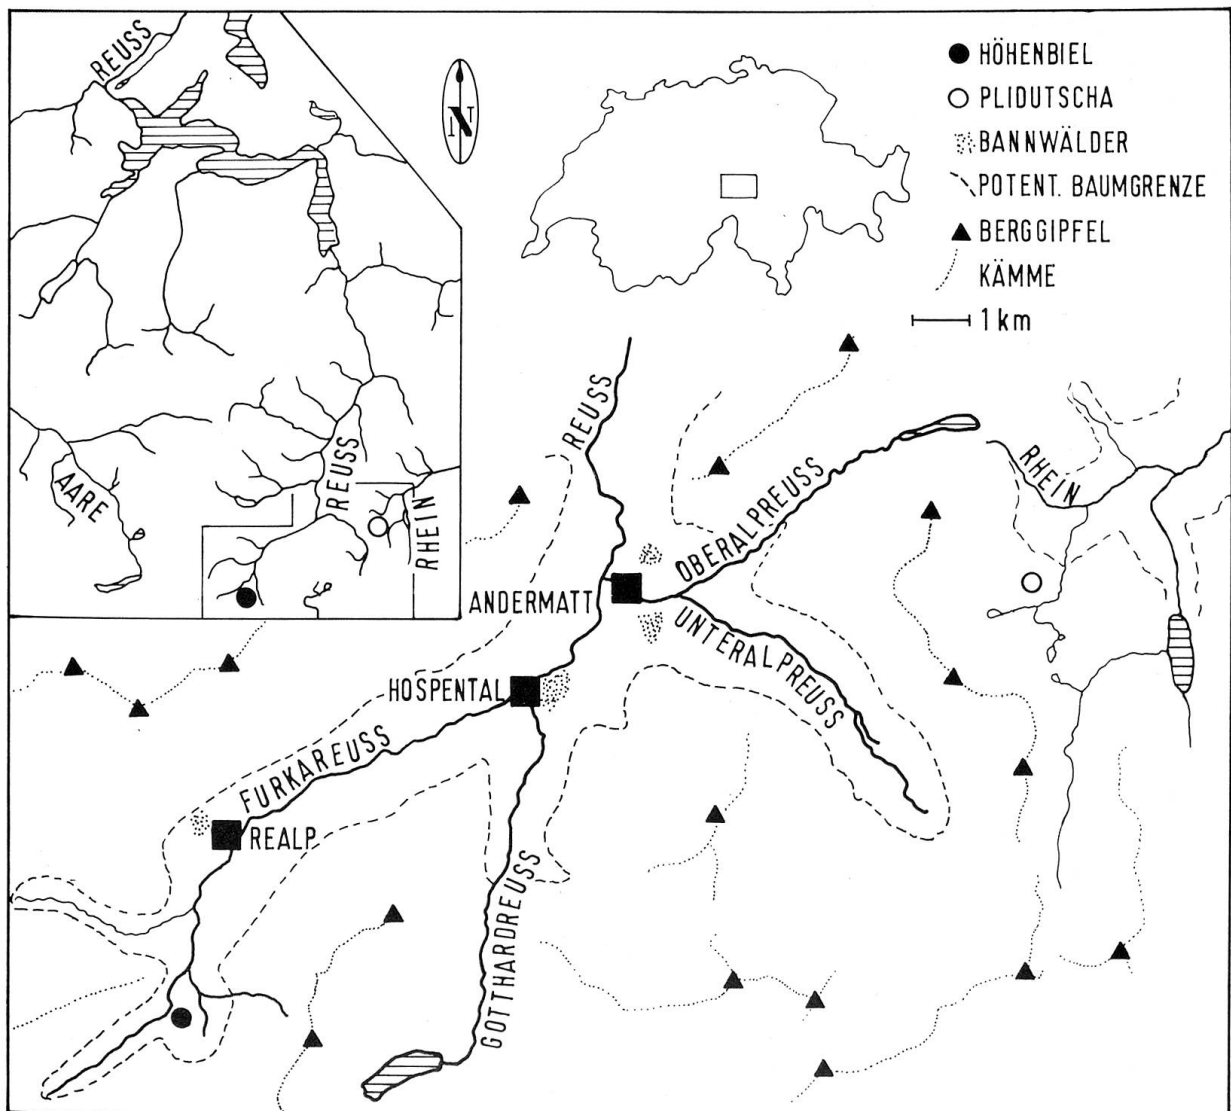 REUSS
N
HÖHENBIEL
PLIDUTSCHA
BANNWÄLDER
POTENT. BAUMGRENZE
BERGGIPFEL
KÄMME
1 km
AARE
REUSS
RHEIN
REUSS
OBERALPREUSS
RHEIN
ANDERMATT
UNTERALPREUSS
HOSPENTAL
FURKAREUSS
REALP
GOTTHARDREUSS